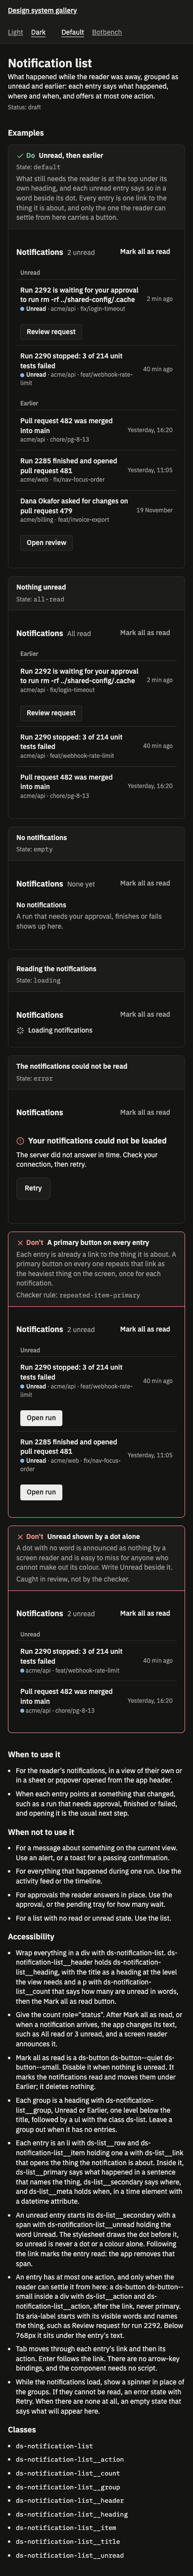 Design system gallery
Light Dark Default Botbench
Notification list
What happened while the reader was away, grouped as
unread and earlier: each entry says what happened,
where and when, and offers at most one action.
Status: draft
Examples
Do Unread, then earlier
State: default
What still needs the reader is at the top under its
own heading, and each unread entry says so in a
word beside its dot. Every entry is one link to the
thing it is about, and only the one the reader can
settle from here carries a button.
Notifications 2 unread Mark all as read
Unread
Run 2292 is waiting for your approval
to run rm -rf ../shared-config/.cache
2 min ago
Unread · acme/api · fix/login-timeout
Review request
Run 2290 stopped: 3 of 214 unit
tests failed
40 min ago
Unread · acme/api · feat/webhook-rate-
limit
Earlier
Pull request 482 was merged
into main
Yesterday, 16:20
acme/api · chore/pg-8-13
Run 2285 finished and opened
pull request 481
Yesterday, 11:05
acme/web · fix/nav-focus-order
Dana Okafor asked for changes on
pull request 479
19 November
acme/billing · feat/invoice-export
Open review
Nothing unread
State: all-read
Notifications All read Mark all as read
Earlier
Run 2292 is waiting for your approval
to run rm -rf ../shared-config/.cache
2 min ago
acme/api · fix/login-timeout
Review request
Run 2290 stopped: 3 of 214 unit
tests failed
40 min ago
acme/api · feat/webhook-rate-limit
Pull request 482 was merged
into main
Yesterday, 16:20
acme/api · chore/pg-8-13
No notifications
State: empty
Notifications None yet Mark all as read
No notifications
A run that needs your approval, finishes or fails
shows up here.
Reading the notifications
State: loading
Notifications Mark all as read
Loading notifications
The notifications could not be read
State: error
Notifications Mark all as read
Your notifications could not be loaded
The server did not answer in time. Check your
connection, then retry.
Retry
Don't A primary button on every entry
Each entry is already a link to the thing it is about. A
primary button on every one repeats that link as
the heaviest thing on the screen, once for each
notification.
Checker rule: repeated-item-primary
Notifications 2 unread Mark all as read
Unread
Run 2290 stopped: 3 of 214 unit
tests failed
40 min ago
Unread · acme/api · feat/webhook-rate-
limit
Open run
Run 2285 finished and opened
pull request 481
Yesterday, 11:05
Unread · acme/web · fix/nav-focus-
order
Open run
Don't Unread shown by a dot alone
A dot with no word is announced as nothing by a
screen reader and is easy to miss for anyone who
cannot make out its colour. Write Unread beside it.
Caught in review, not by the checker.
Notifications 2 unread Mark all as read
Unread
Run 2290 stopped: 3 of 214 unit
tests failed
40 min ago
acme/api · feat/webhook-rate-limit
Pull request 482 was merged
into main
Yesterday, 16:20
acme/api · chore/pg-8-13
When to use it
• For the reader's notifications, in a view of their own or
in a sheet or popover opened from the app header.
• When each entry points at something that changed,
such as a run that needs approval, finished or failed,
and opening it is the usual next step.
When not to use it
• For a message about something on the current view.
Use an alert, or a toast for a passing confirmation.
• For everything that happened during one run. Use the
activity feed or the timeline.
• For approvals the reader answers in place. Use the
approval, or the pending tray for how many wait.
• For a list with no read or unread state. Use the list.
Accessibility
• Wrap everything in a div with ds-notification-list. ds-
notification-list__header holds ds-notification-
list__heading, with the title as a heading at the level
the view needs and a p with ds-notification-
list__count that says how many are unread in words,
then the Mark all as read button.
• Give the count role="status". After Mark all as read, or
when a notification arrives, the app changes its text,
such as All read or 3 unread, and a screen reader
announces it.
• Mark all as read is a ds-button ds-button--quiet ds-
button--small. Disable it when nothing is unread. It
marks the notifications read and moves them under
Earlier; it deletes nothing.
• Each group is a heading with ds-notification-
list__group, Unread or Earlier, one level below the
title, followed by a ul with the class ds-list. Leave a
group out when it has no entries.
• Each entry is an li with ds-list__row and ds-
notification-list__item holding one a with ds-list__link
that opens the thing the notification is about. Inside it,
ds-list__primary says what happened in a sentence
that names the thing, ds-list__secondary says where,
and ds-list__meta holds when, in a time element with
a datetime attribute.
• An unread entry starts its ds-list__secondary with a
span with ds-notification-list__unread holding the
word Unread. The stylesheet draws the dot before it,
so unread is never a dot or a colour alone. Following
the link marks the entry read: the app removes that
span.
• An entry has at most one action, and only when the
reader can settle it from here: a ds-button ds-button--
small inside a div with ds-list__action and ds-
notification-list__action, after the link, never primary.
Its aria-label starts with its visible words and names
the thing, such as Review request for run 2292. Below
768px it sits under the entry's text.
• Tab moves through each entry's link and then its
action. Enter follows the link. There are no arrow-key
bindings, and the component needs no script.
• While the notifications load, show a spinner in place of
the groups. If they cannot be read, an error state with
Retry. When there are none at all, an empty state that
says what will appear here.
Classes
• ds-notification-list
• ds-notification-list__action
• ds-notification-list__count
• ds-notification-list__group
• ds-notification-list__header
• ds-notification-list__heading
• ds-notification-list__item
• ds-notification-list__title
• ds-notification-list__unread